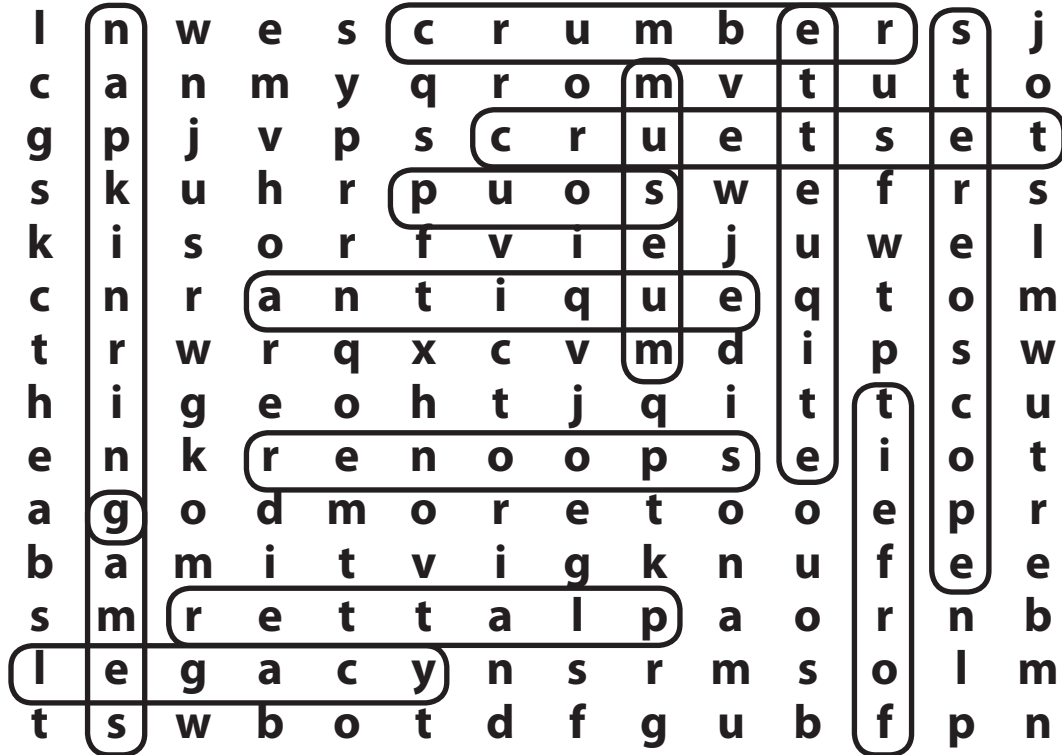 l n w e s c r u m b e r s j
c a n m y q r o m v t u t o
g p j v p s c r u e t s e t
s k u h r p u o s w e f r s
k i s o r f v i e j u w e l
c n r a n t i q u e q t o m
t r w r q x c v m d i p s w
h i g e o h t j q i t t c u
e n k r e n o o p s e i o t
a g o d m o r e t o o e p r
b a m i t v i g k n u f e e
s m r e t t a l p a o r n b
l e g a c y n s r m s o l m
t s w b o t d f g u b f p n